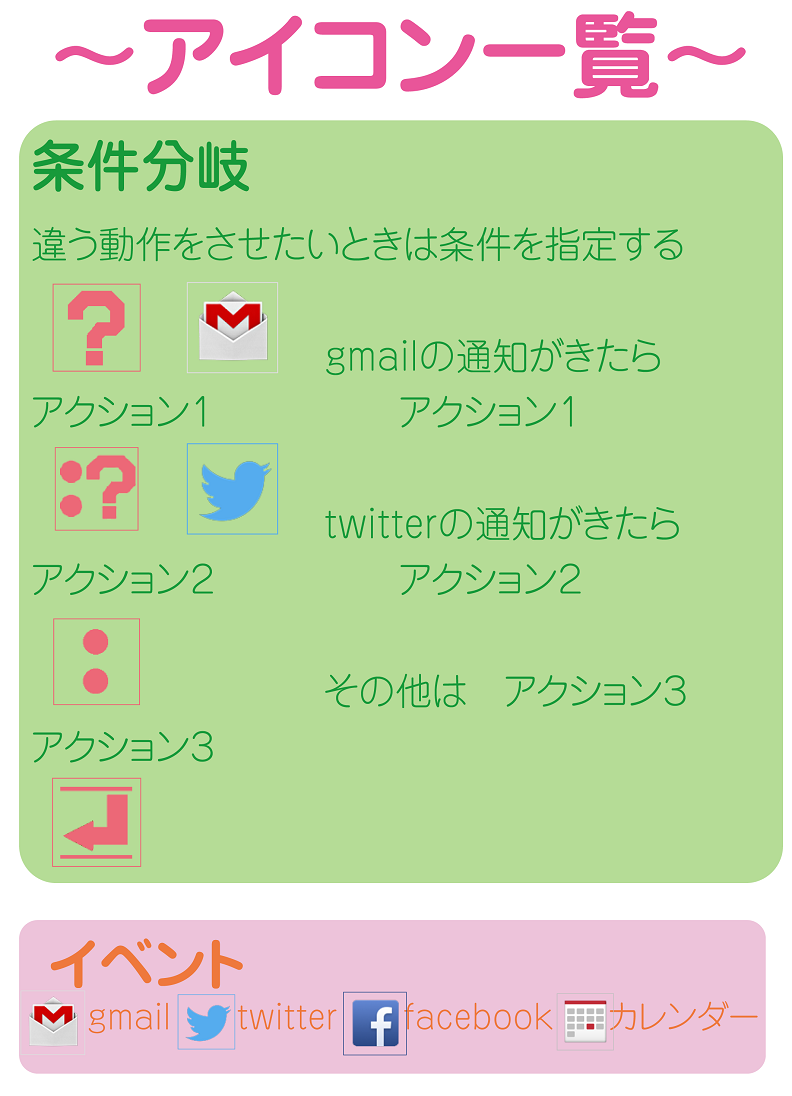 ～アイコン一覧～
条件分岐
違う動作をさせたいときは条件を指定する
? gmailの通知がきたら
アクション1 アクション1
:? twitterの通知がきたら
アクション2 アクション2
: その他は アクション3
アクション3
イベント
gmail twitter facebook カレンダー